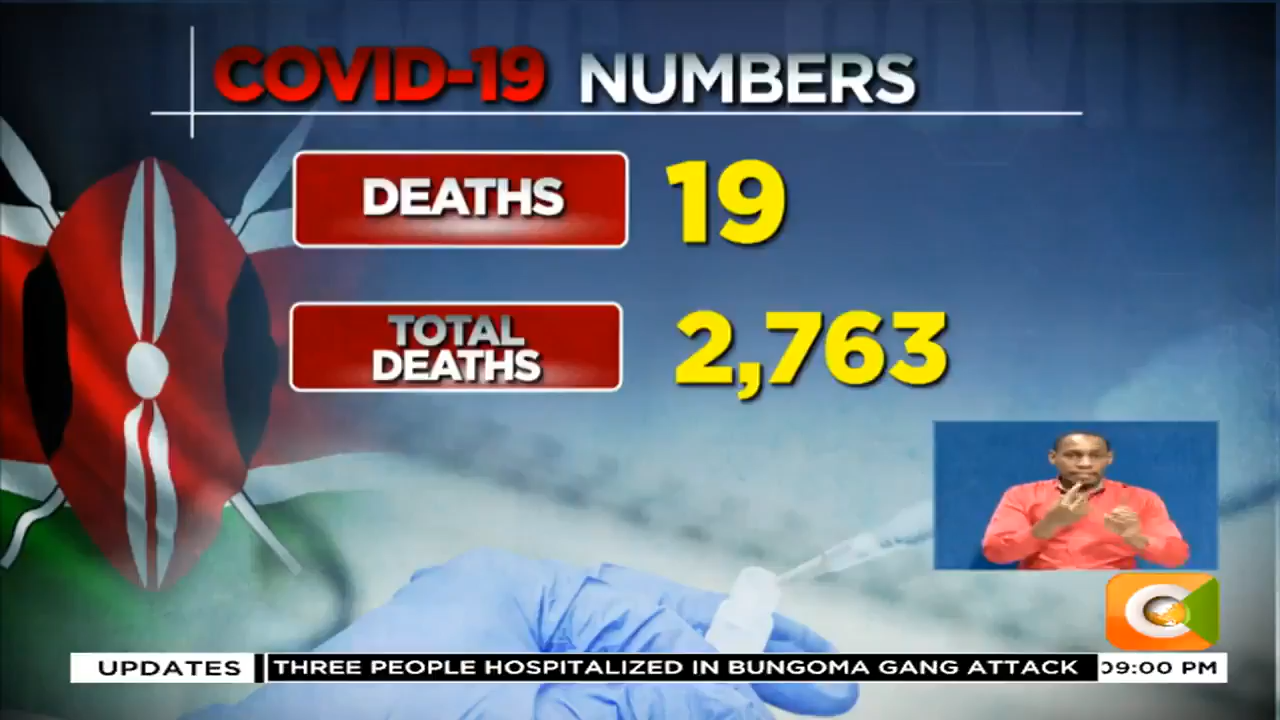 COVID-19 NUMBERS
DEATHS 19
TOTAL DEATHS 2,763
UPDATES THREE PEOPLE HOSPITALIZED IN BUNGOMA GANG ATTACK 09:00 PM